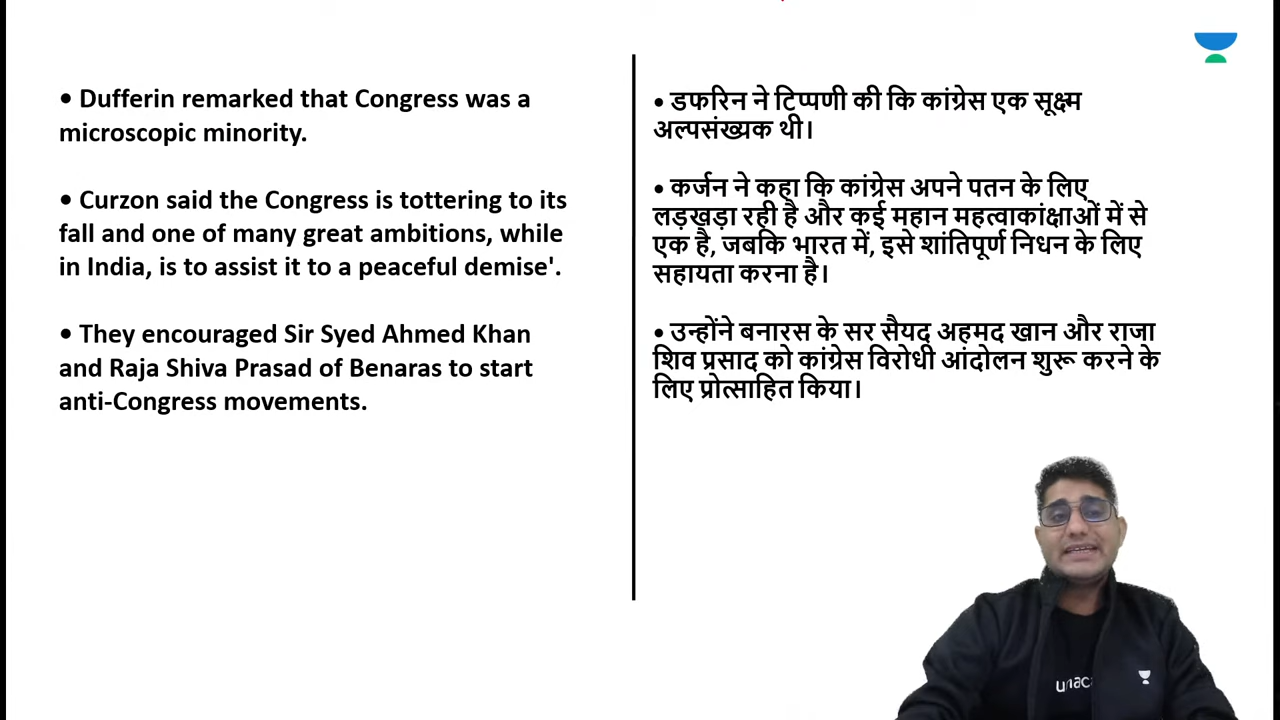 • Dufferin remarked that Congress was a
microscopic minority.
• Curzon said the Congress is tottering to its
fall and one of many great ambitions, while
in India, is to assist it to a peaceful demise'.
• They encouraged Sir Syed Ahmed Khan
and Raja Shiva Prasad of Benaras to start
anti-Congress movements.
• डफरिन ने टिप्पणी की कि कांग्रेस एक सूक्ष्म
अल्पसंख्यक थी।
• कर्जन ने कहा कि कांग्रेस अपने पतन के लिए
लड़खड़ा रही है और कई महान महत्वाकांक्षाओं में से
एक है, जबकि भारत में, इसे शांतिपूर्ण निधन के लिए
सहायता करना है।
• उन्होंने बनारस के सर सैयद अहमद खान और राजा
शिव प्रसाद को कांग्रेस विरोधी आंदोलन शुरू करने के
लिए प्रोत्साहित किया।